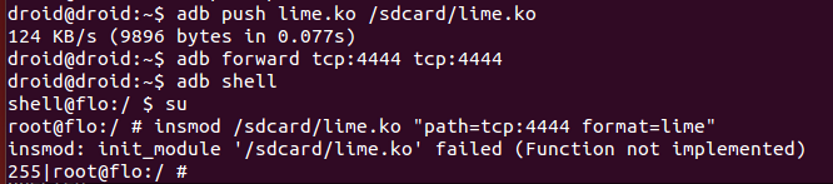 droid@droid:~$ adb push lime.ko /sdcard/lime.ko
124 KB/s (9896 bytes in 0.077s)
droid@droid:~$ adb forward tcp:4444 tcp:4444
droid@droid:~$ adb shell
shell@flo:/ $ su
root@flo:/ # insmod /sdcard/lime.ko "path=tcp:4444 format=lime"
insmod: init_module '/sdcard/lime.ko' failed (Function not implemented)
255|root@flo:/ #